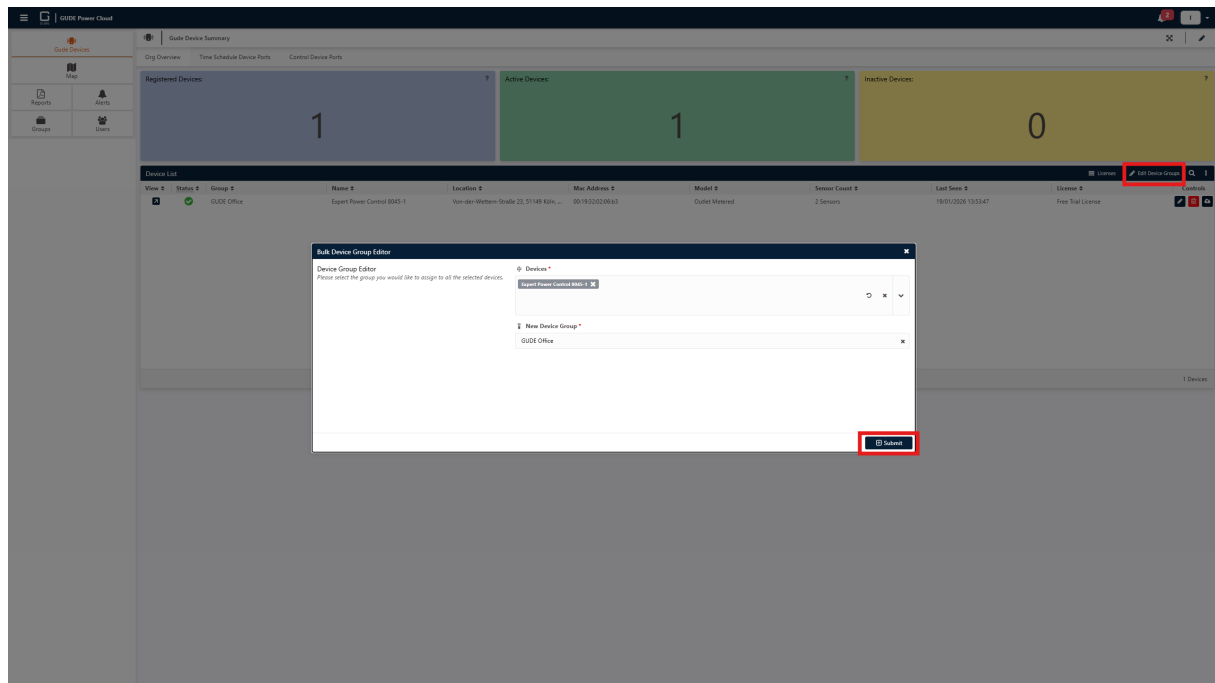 GUDE Power Cloud
2
I
Gude Devices
Map
Reports
Alerts
Groups
Users
Gude Device Summary
Org Overview Time Schedule Device Ports Control Device Ports
Registered Devices: ?
1
Active Devices: ?
1
Inactive Devices: ?
0
Device List Licenses Edit Device Groups
View Status Group Name Location Mac Address Model Sensor Count Last Seen License Controls
GUDE Office Expert Power Control 8045-1 Von-der-Wettern-Straße 23, 51149 Köln, ... 00:19:32:02:06:b3 Outlet Metered 2 Sensors 19/01/2026 13:53:47 Free Trial License
Bulk Device Group Editor
Device Group Editor
Please select the group you would like to assign to all the selected devices.
Devices *
Expert Power Control 8045-1
New Device Group *
GUDE Office
Submit
1 Devices